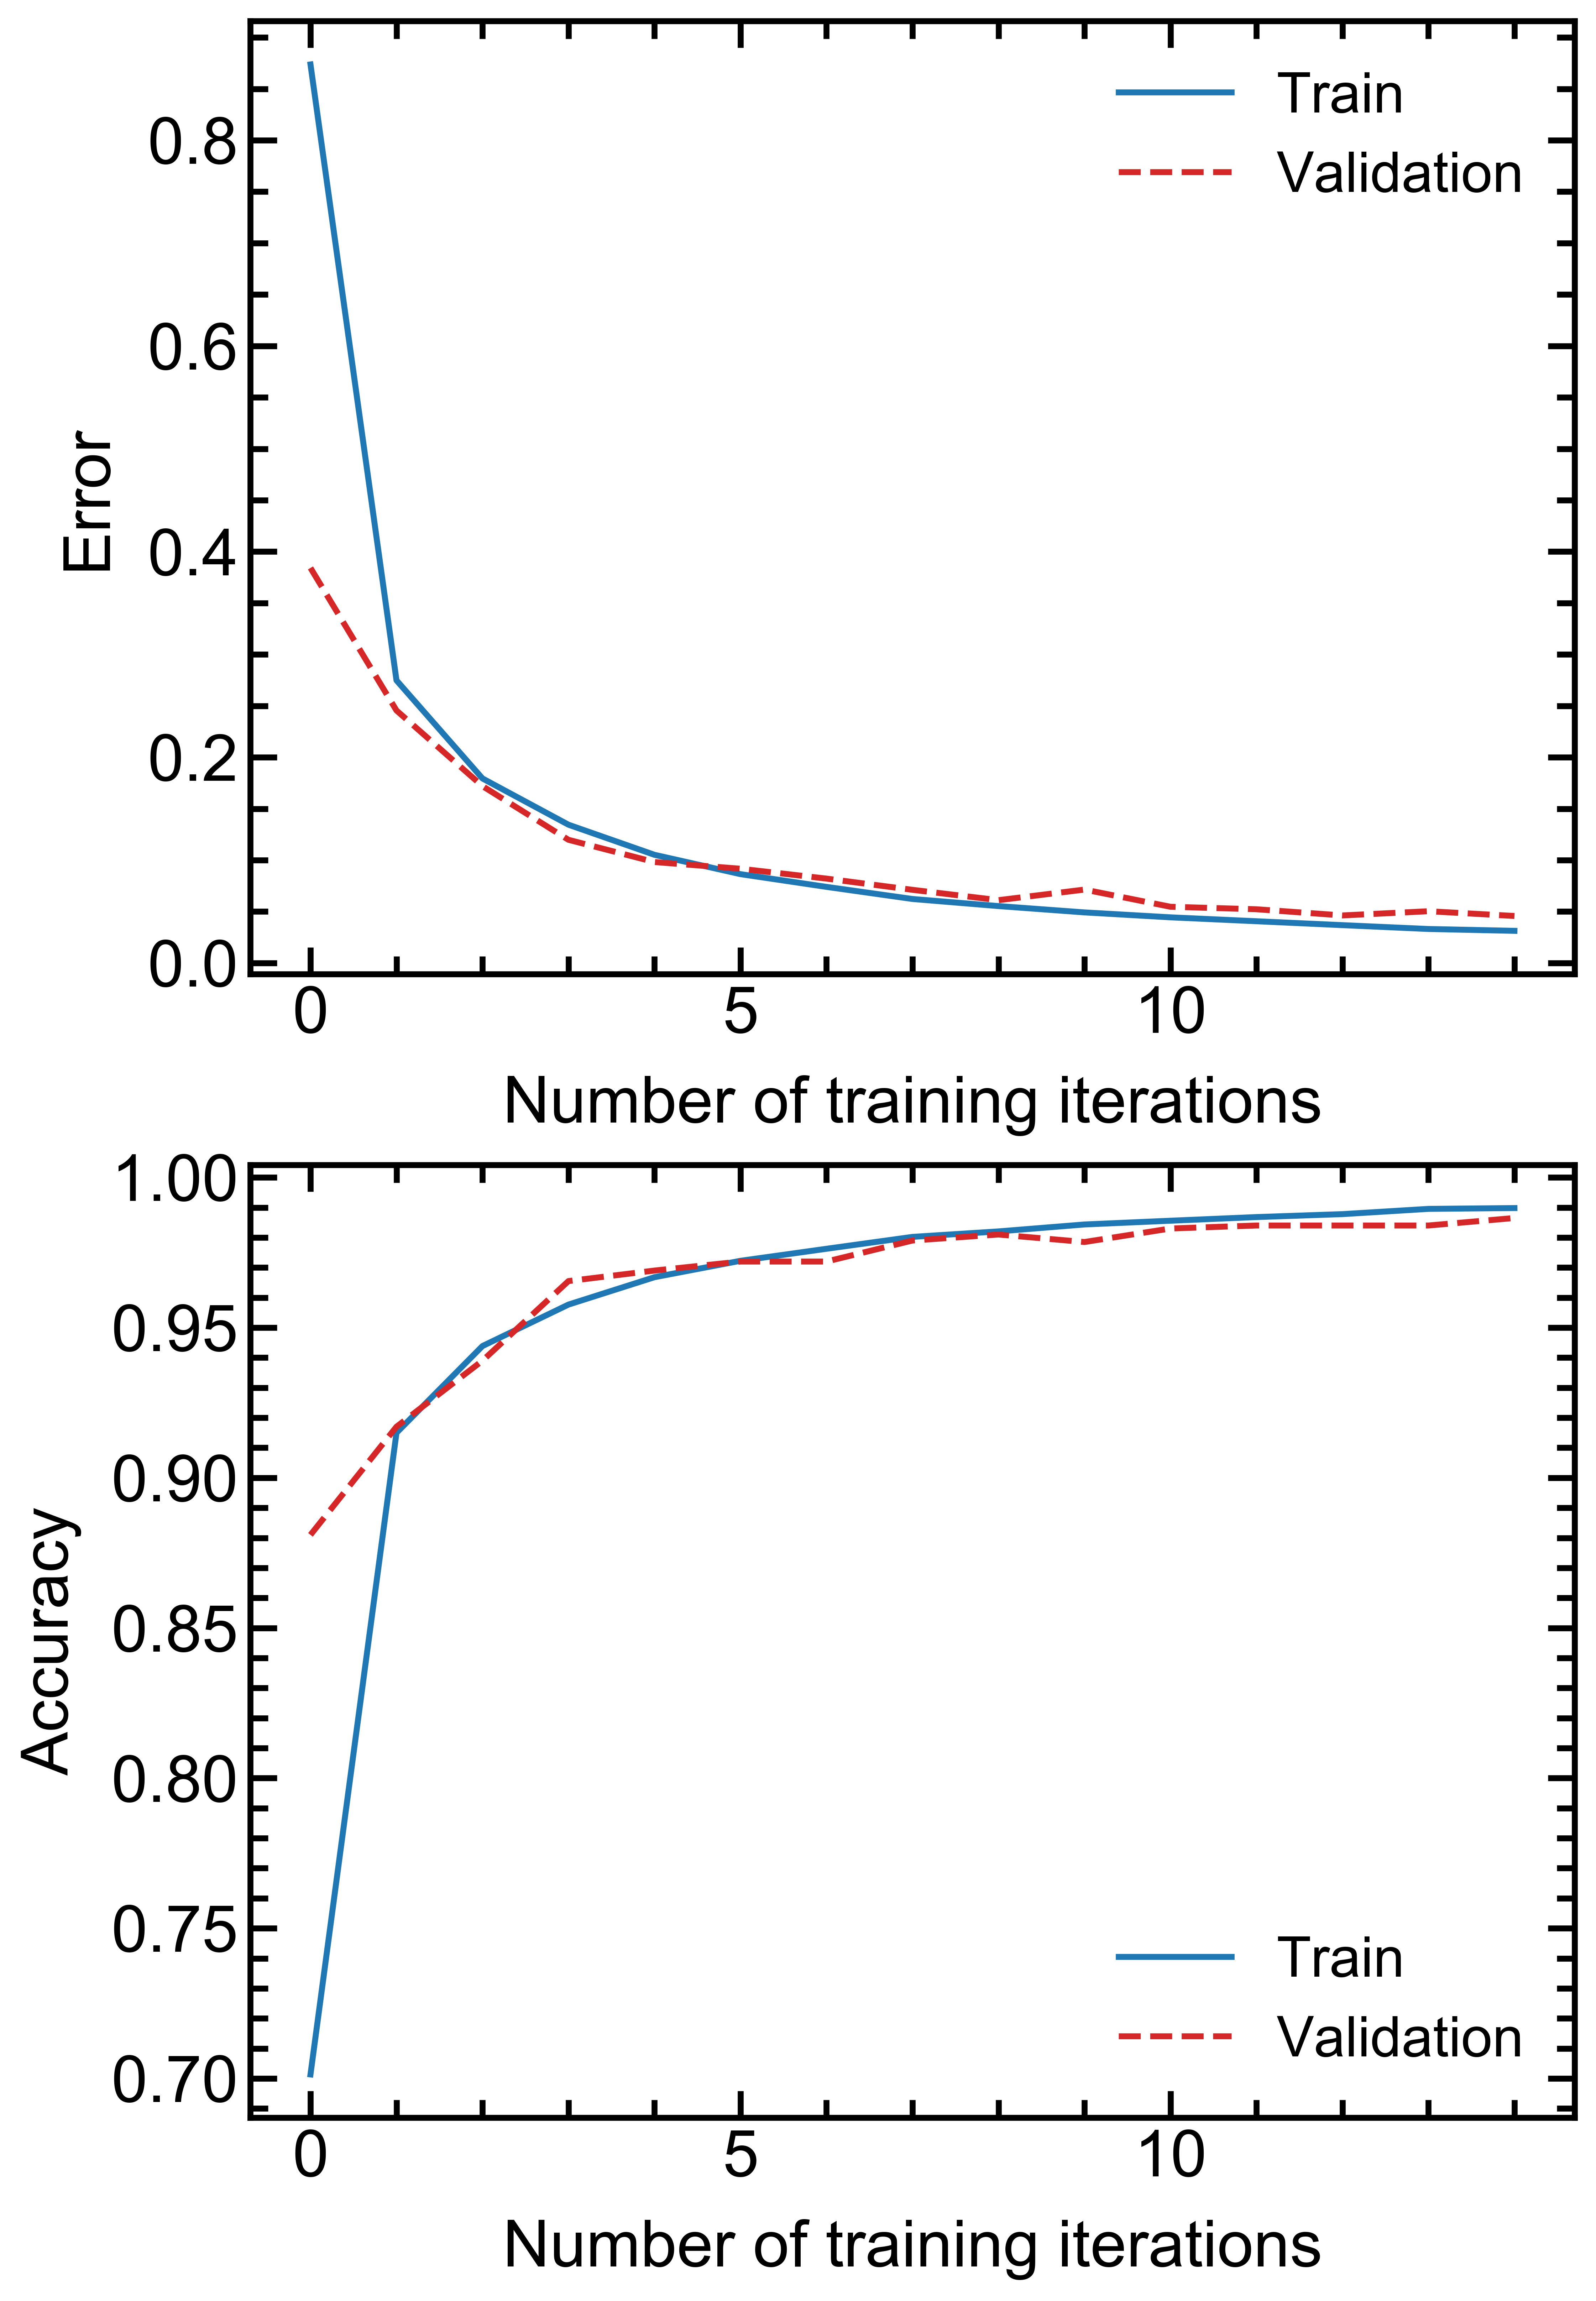 Train
Validation
0.8
0.6
0.4
0.2
0.0
Error
0 5 10
Number of training iterations
1.00
0.95
0.90
0.85
0.80
0.75
0.70
Accuracy
Train
Validation
0 5 10
Number of training iterations